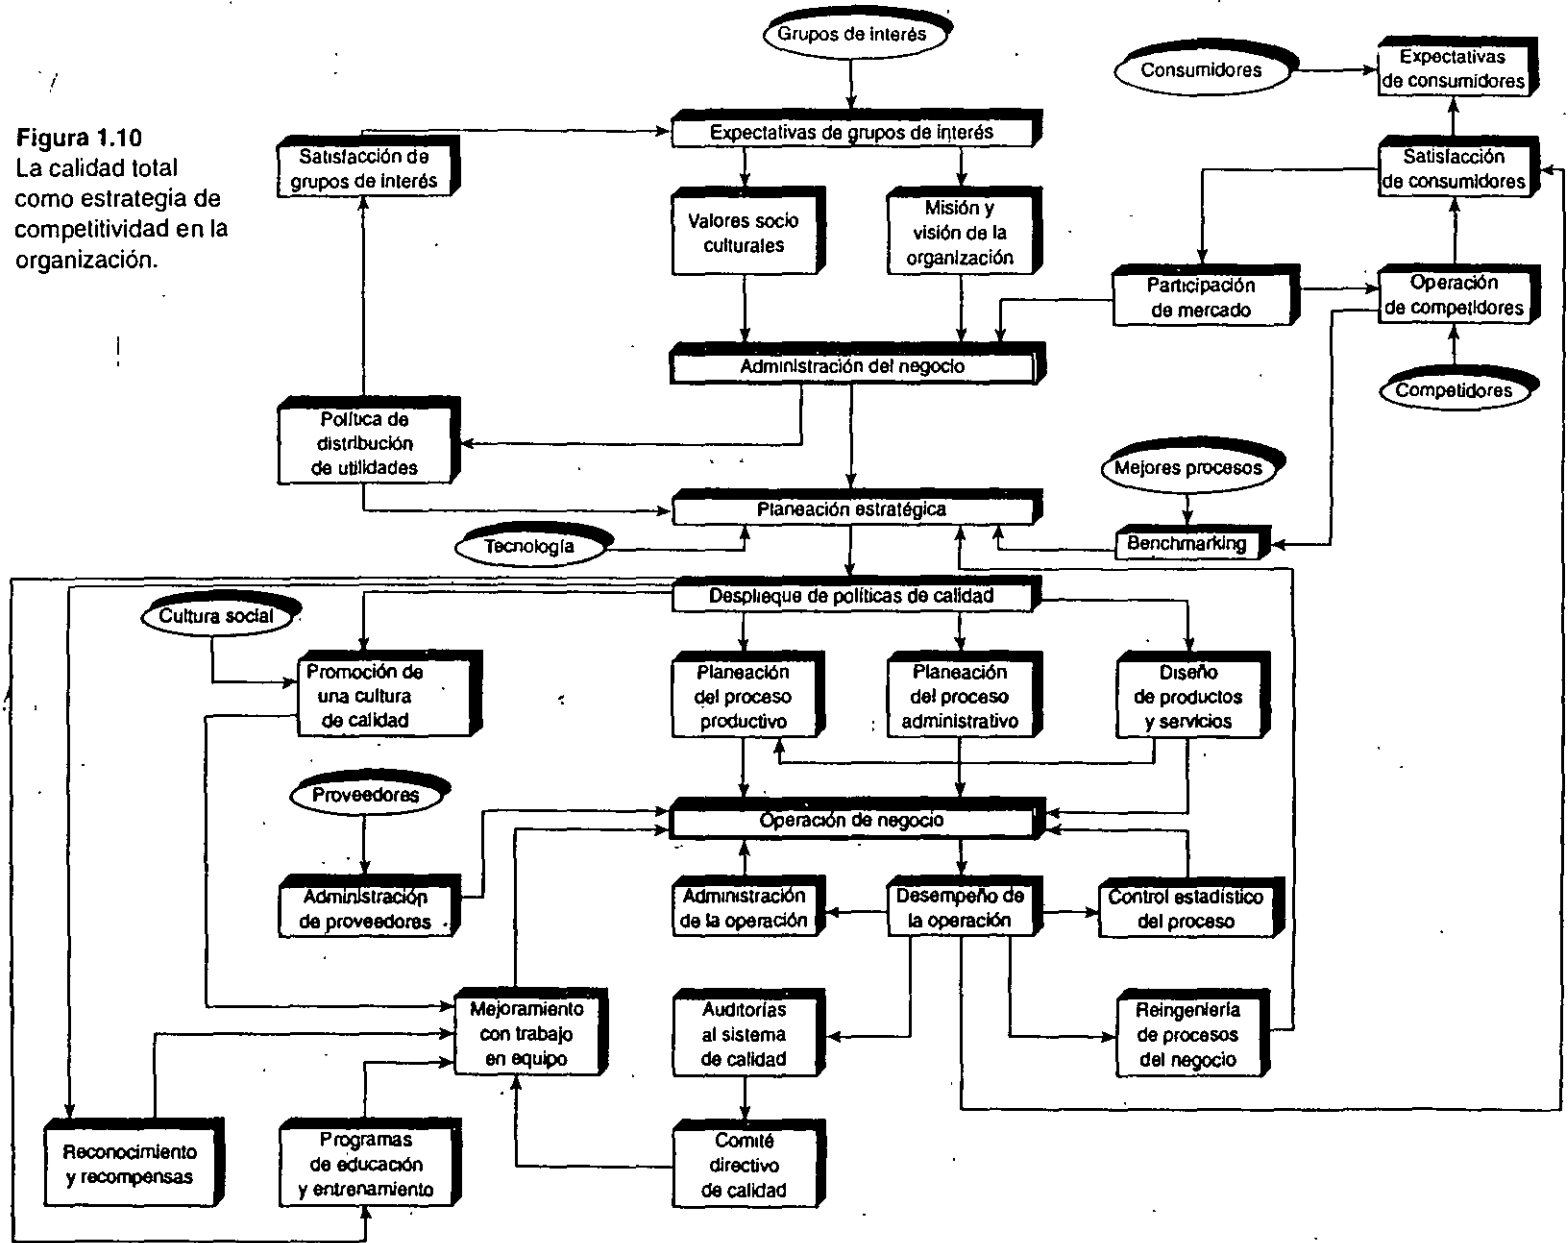 Grupos de interés
Consumidores
Expectativas
de consumidores
Figura 1.10
La calidad total
como estrategia de
competitividad en la
organización.
Satisfacción de
grupos de interés
Expectativas de grupos de interés
Satisfacción
de consumidores
Valores socio
culturales
Misión y
visión de la
organización
Participación
de mercado
Operación
de competidores
Administración del negocio
Competidores
Política de
distribución
de utilidades
Mejores procesos
Planeación estratégica
Tecnología
Benchmarking
Desplieque de políticas de calidad
Cultura social
Promoción de
una cultura
de calidad
Planeación
del proceso
productivo
Planeación
del proceso
administrativo
Diseño
de productos
y servicios
Proveedores
Operación de negocio
Administración
de proveedores
Administración
de la operación
Desempeño de
la operación
Control estadístico
del proceso
Mejoramiento
con trabajo
en equipo
Auditorías
al sistema
de calidad
Reingeniería
de procesos
del negocio
Reconocimiento
y recompensas
Programas
de educación
y entrenamiento
Comité
directivo
de calidad